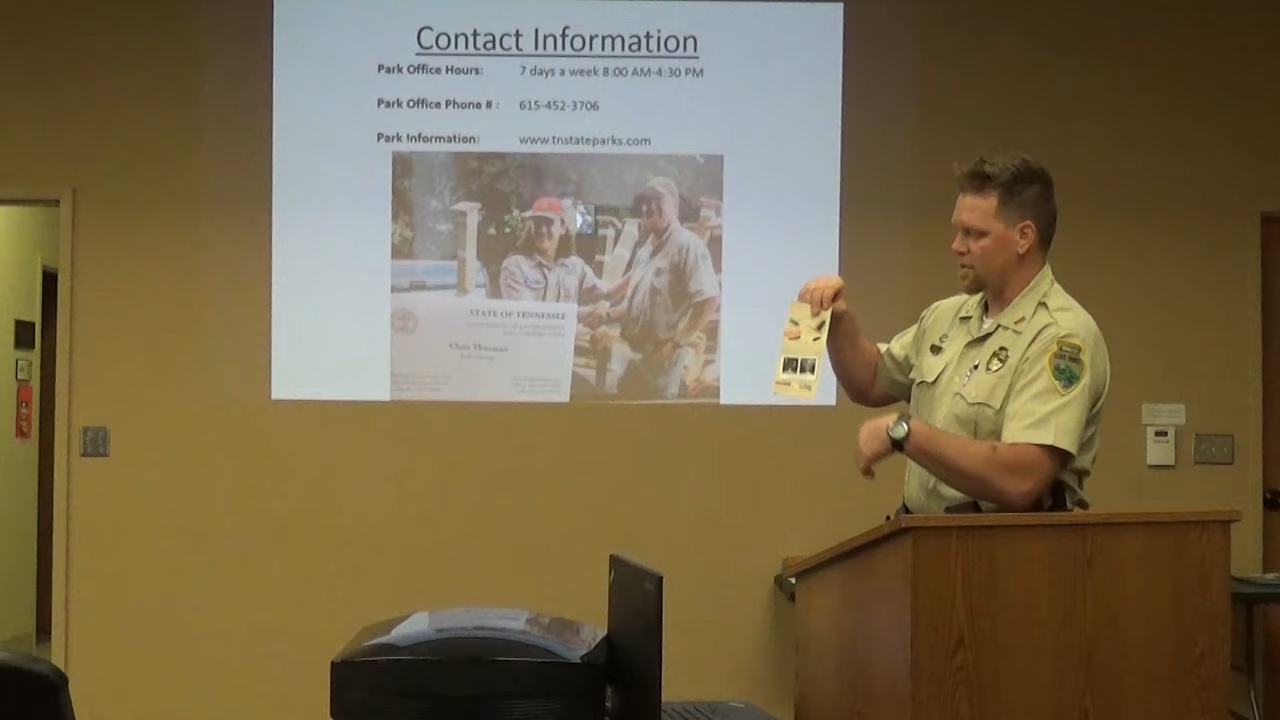 Contact Information
Park Office Hours: 7 days a week 8:00 AM-4:30 PM
Park Office Phone # : 615-452-3706
Park Information: www.tnstateparks.com
STATE OF TENNESSEE